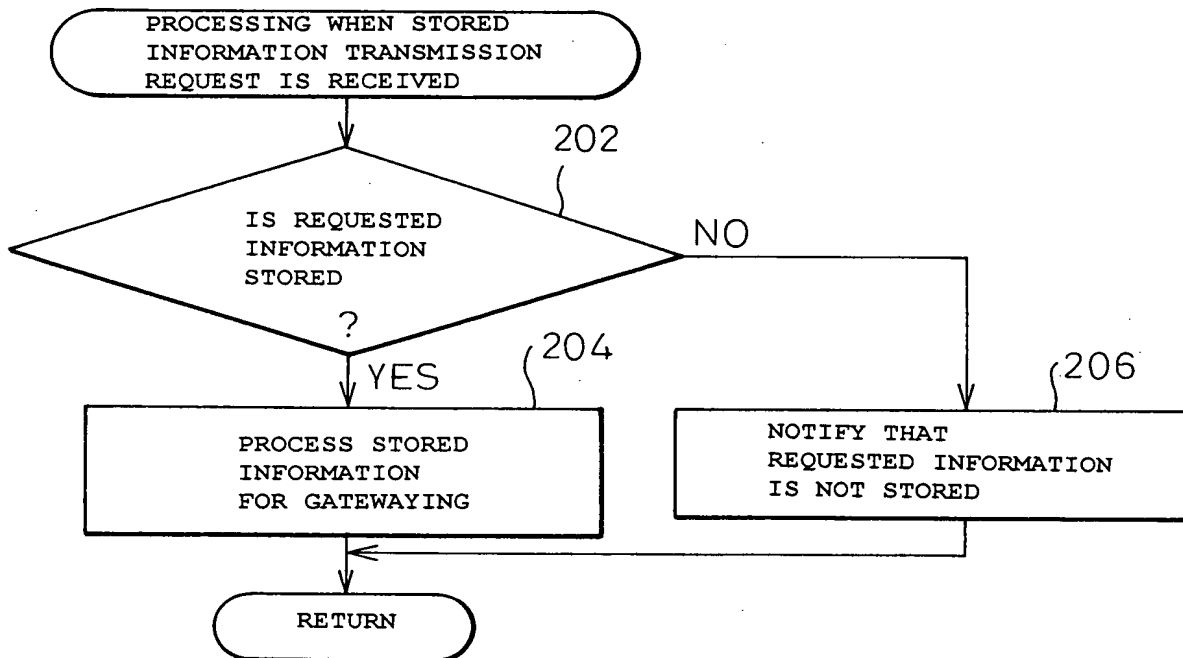 PROCESSING WHEN STORED
INFORMATION TRANSMISSION
REQUEST IS RECEIVED
202
IS REQUESTED
INFORMATION
STORED
?
NO
YES
204
206
PROCESS STORED
INFORMATION
FOR GATEWAYING
NOTIFY THAT
REQUESTED INFORMATION
IS NOT STORED
RETURN